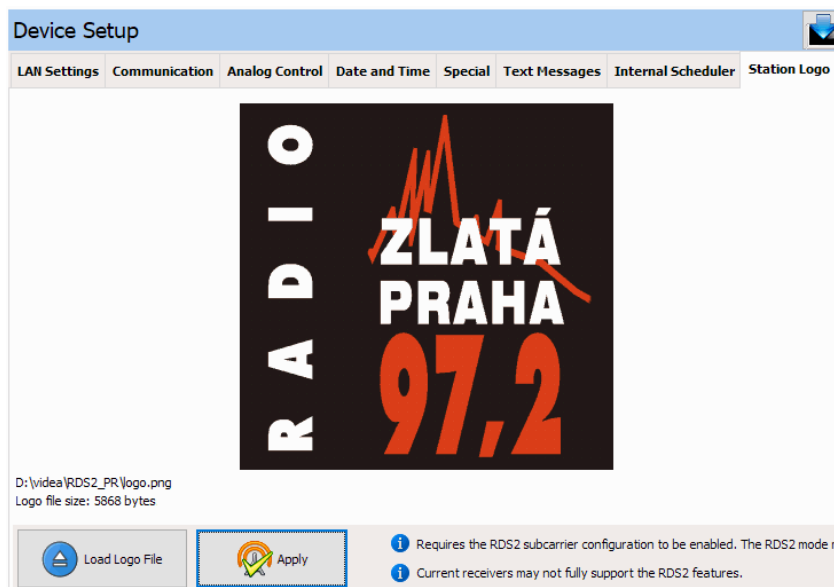 Device Setup
LAN Settings Communication Analog Control Date and Time Special Text Messages Internal Scheduler Station Logo
RADIO
ZLATÁ
PRAHA
97,2
D:\videa\RDS2_PR\logo.png
Logo file size: 5868 bytes
Load Logo File
Apply
Requires the RDS2 subcarrier configuration to be enabled. The RDS2 mode
Current receivers may not fully support the RDS2 features.